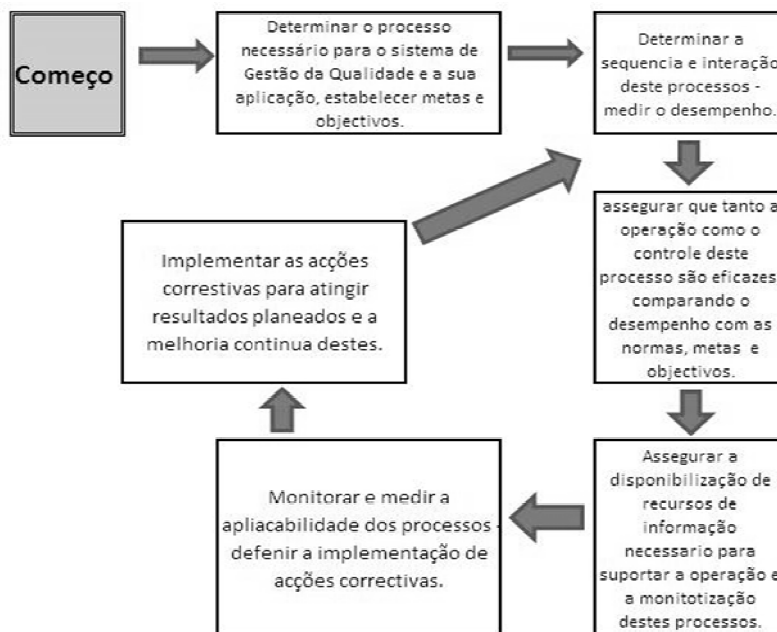 Começo
Determinar o processo
necessário para o sistema de
Gestão da Qualidade e a sua
aplicação, estabelecer metas e
objectivos.
Determinar a
sequencia e interação
deste processos -
medir o desempenho.
assegurar que tanto a
operação como o
controle deste
processo são eficazes
comparando o
desempenho com as
normas, metas e
objectivos.
Assegurar a
disponibilização de
recursos de
informação
necessario para
suportar a operação e
a monitotização
destes processos.
Monitorar e medir a
apliacabilidade dos processos -
defenir a implementação de
acções correctivas.
Implementar as acções
correstivas para atingir
resultados planeados e a
melhoria continua destes.